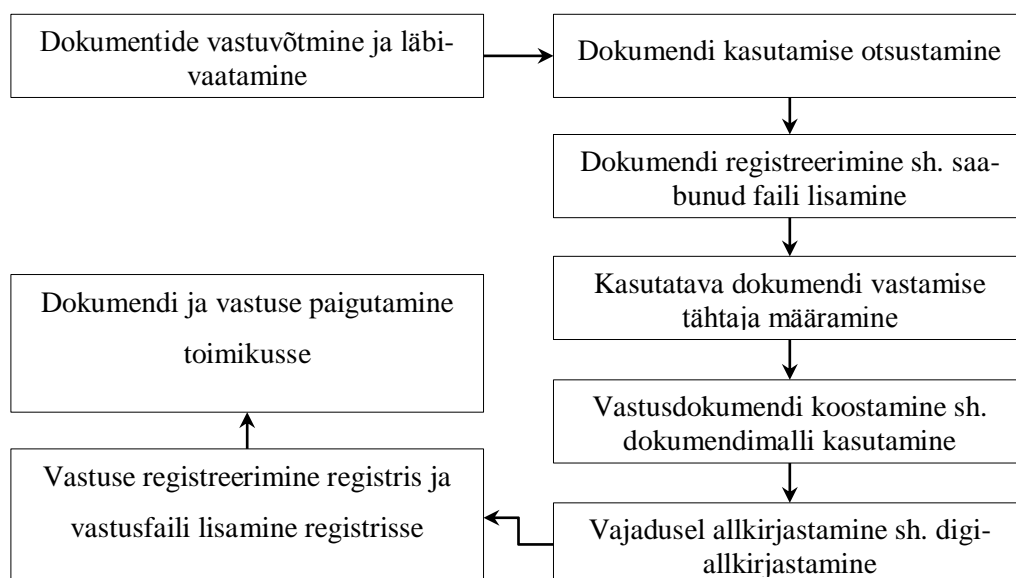 Dokumentide vastuvõtmine ja läbi-
vaatamine
Dokumendi kasutamise otsustamine
Dokumendi registreerimine sh. saa-
bunud faili lisamine
Kasutatava dokumendi vastamise
tähtaja määramine
Vastusdokumendi koostamine sh.
dokumendimalli kasutamine
Vajadusel allkirjastamine sh. digi-
allkirjastamine
Vastuse registreerimine registris ja
vastusfaili lisamine registrisse
Dokumendi ja vastuse paigutamine
toimikusse